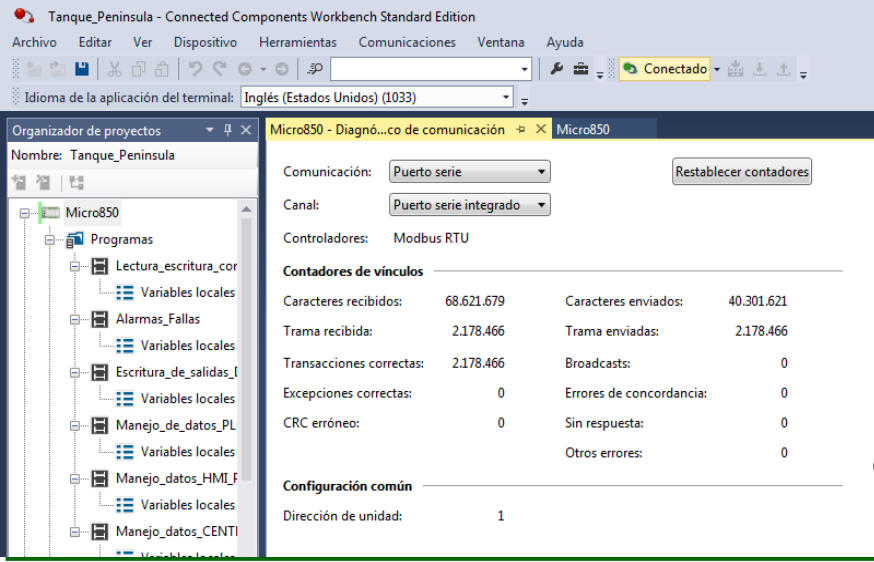 Tanque_Peninsula - Connected Components Workbench Standard Edition
Archivo Editar Ver Dispositivo Herramientas Comunicaciones Ventana Ayuda
Conectado
Idioma de la aplicación del terminal: Inglés (Estados Unidos) (1033)
Organizador de proyectos
Nombre: Tanque_Peninsula
Micro850
Programas
Lectura_escritura_cor
Variables locales
Alarmas_Fallas
Variables locales
Escritura_de_salidas_
Variables locales
Manejo_de_datos_PL
Variables locales
Manejo_datos_HMI_
Variables locales
Manejo_datos_CENTI
Variables locales
Micro850 - Diagnó...co de comunicación Micro850
Comunicación: Puerto serie Restablecer contadores
Canal: Puerto serie integrado
Controladores: Modbus RTU
Contadores de vínculos
Caracteres recibidos: 68.621.679 Caracteres enviados: 40.301.621
Trama recibida: 2.178.466 Trama enviadas: 2.178.466
Transacciones correctas: 2.178.466 Broadcasts: 0
Excepciones correctas: 0 Errores de concordancia: 0
CRC erróneo: 0 Sin respuesta: 0
Otros errores: 0
Configuración común
Dirección de unidad: 1